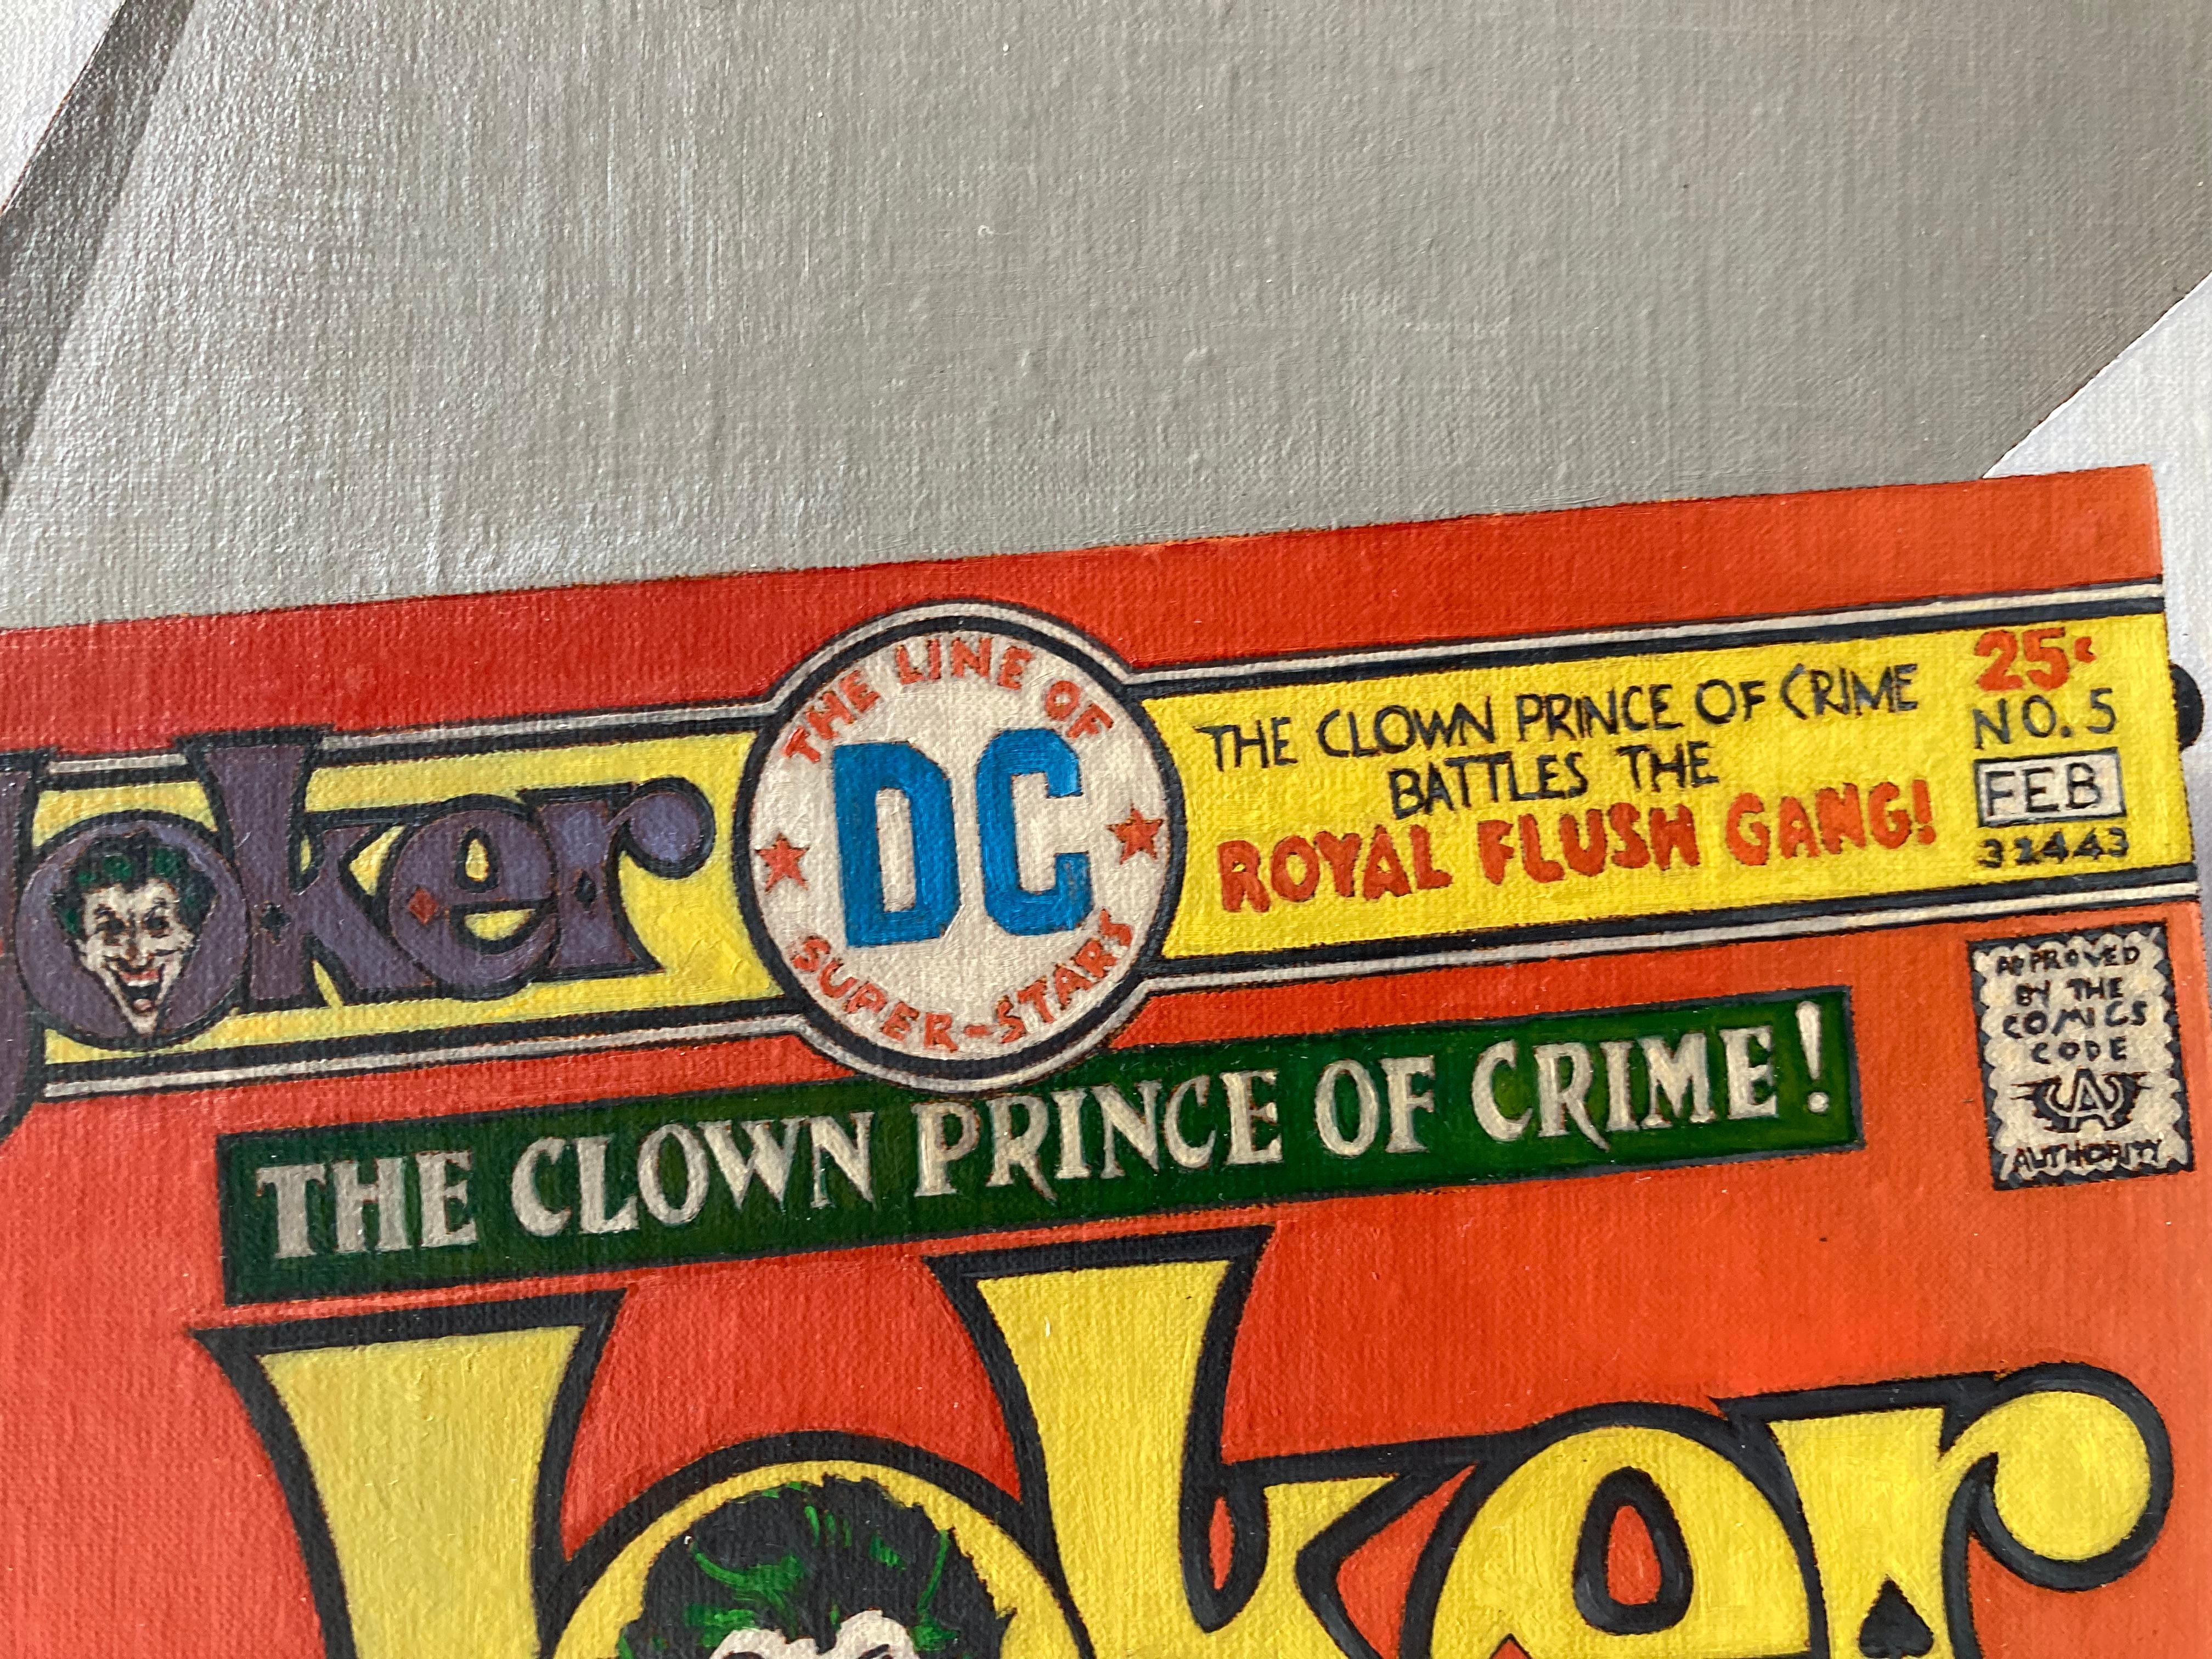 Joker
THE LINE OF
DC
SUPER-STARS
THE CLOWN PRINCE OF CRIME
BATTLES THE
ROYAL FLUSH GANG!
25¢
NO. 5
FEB
32443
APPROVED
BY THE
COMICS
CODE
A
AUTHORITY
THE CLOWN PRINCE OF CRIME!
Joker